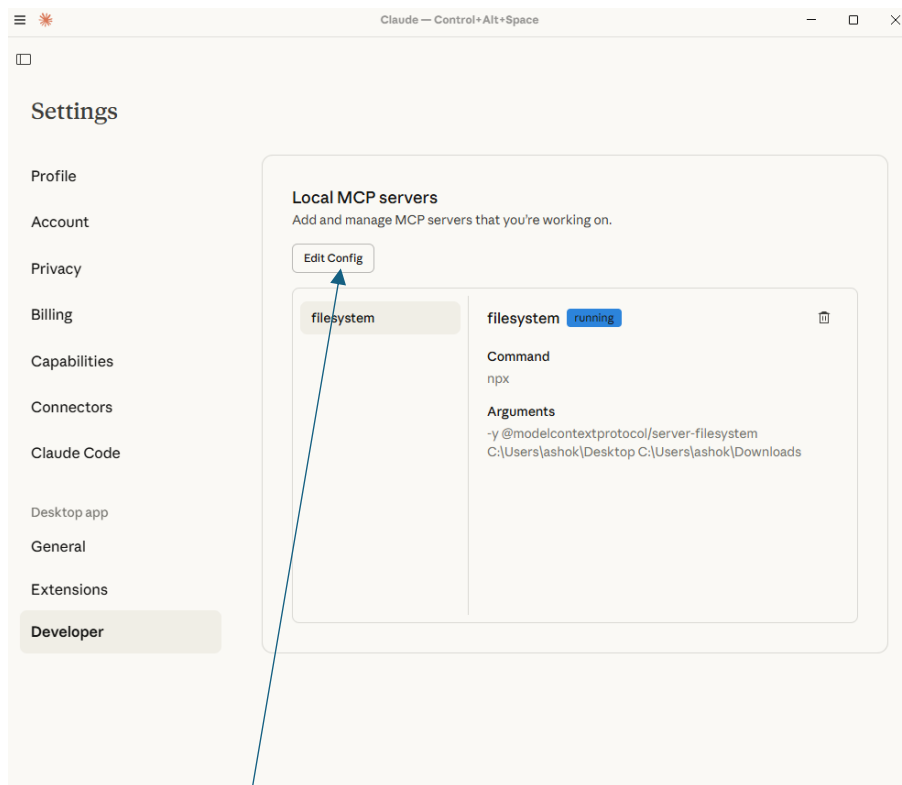 Claude — Control+Alt+Space
Settings
Profile
Account
Privacy
Billing
Capabilities
Connectors
Claude Code
Desktop app
General
Extensions
Developer
Local MCP servers
Add and manage MCP servers that you're working on.
Edit Config
filesystem
filesystem running
Command
npx
Arguments
-y @modelcontextprotocol/server-filesystem
C:\Users\ashok\Desktop C:\Users\ashok\Downloads